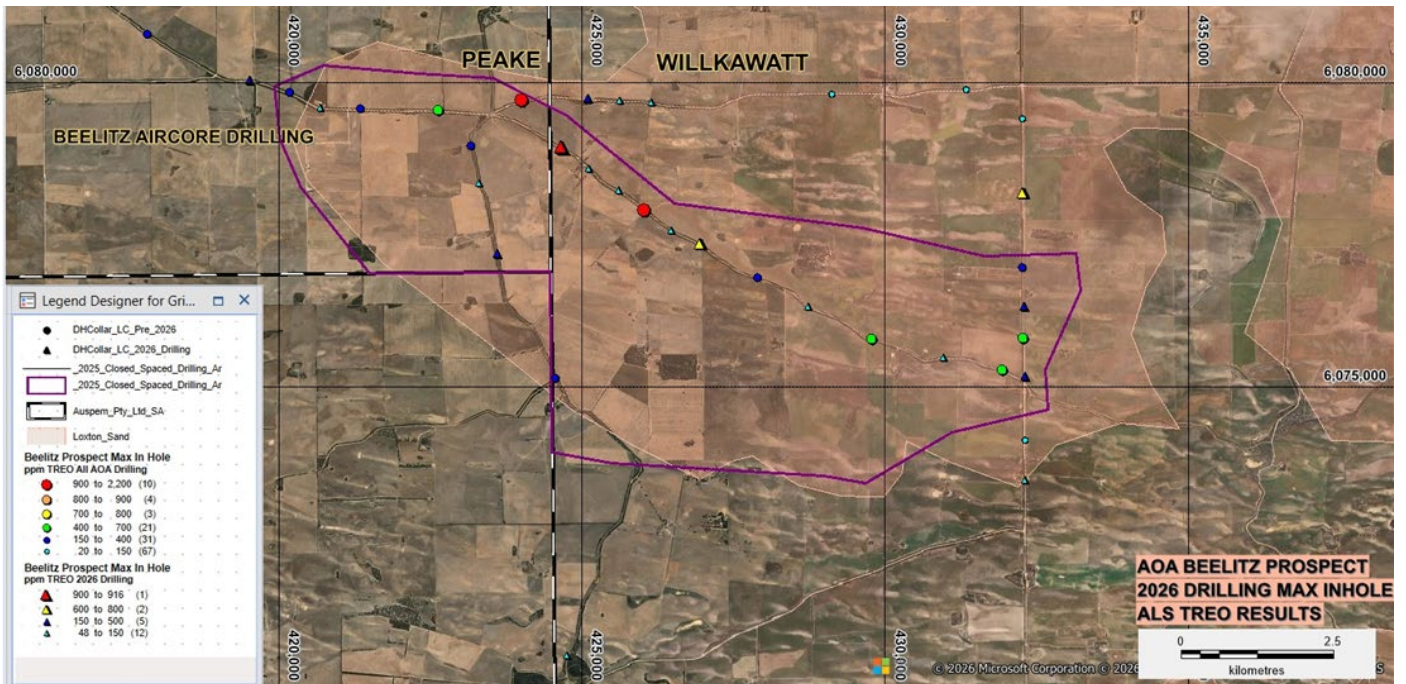 420,000
425,000
430,000
435,000
6,080,000
6,080,000
PEAKE
WILLKAWATT
BEELITZ AIRCORE DRILLING
6,075,000
Legend Designer for Gri...
DHCollar_LC_Pre_2026
DHCollar_LC_2026_Drilling
_2025_Closed_Spaced_Drilling_Ar
_2025_Closed_Spaced_Drilling_Ar
Auspem_Pty_Ltd_SA
Loxton_Sand
Beelitz Prospect Max In Hole
ppm TREO All AOA Drilling
900 to 2,200 (10)
800 to 900 (4)
700 to 800 (3)
400 to 700 (21)
150 to 400 (31)
20 to 150 (67)
Beelitz Prospect Max In Hole
ppm TREO 2026 Drilling
900 to 916 (1)
600 to 800 (2)
150 to 500 (5)
48 to 150 (12)
420,000
425,000
430,000
AOA BEELITZ PROSPECT
2026 DRILLING MAX INHOLE
ALS TREO RESULTS
0 2.5
kilometres
© 2026 Microsoft Corporation © 2026